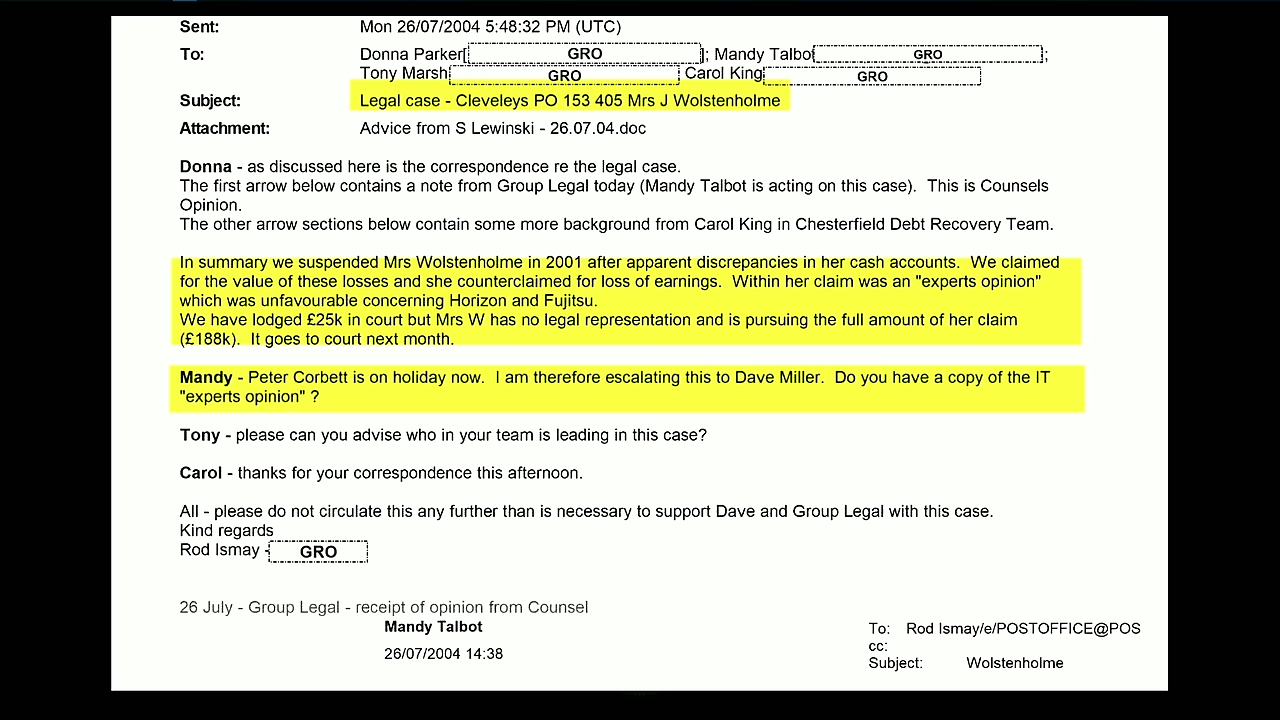 Sent: Mon 26/07/2004 5:48:32 PM (UTC)
To: Donna Parker[ GRO ]; Mandy Talbo GRO ;
Tony Marsh GRO Carol King GRO
Subject: Legal case - Cleveleys PO 153 405 Mrs J Wolstenholme
Attachment: Advice from S Lewinski - 26.07.04.doc
Donna - as discussed here is the correspondence re the legal case.
The first arrow below contains a note from Group Legal today (Mandy Talbot is acting on this case). This is Counsels
Opinion.
The other arrow sections below contain some more background from Carol King in Chesterfield Debt Recovery Team.
In summary we suspended Mrs Wolstenholme in 2001 after apparent discrepancies in her cash accounts. We claimed
for the value of these losses and she counterclaimed for loss of earnings. Within her claim was an "experts opinion"
which was unfavourable concerning Horizon and Fujitsu.
We have lodged £25k in court but Mrs W has no legal representation and is pursuing the full amount of her claim
(£188k). It goes to court next month.
Mandy - Peter Corbett is on holiday now. I am therefore escalating this to Dave Miller. Do you have a copy of the IT
"experts opinion" ?
Tony - please can you advise who in your team is leading in this case?
Carol - thanks for your correspondence this afternoon.
All - please do not circulate this any further than is necessary to support Dave and Group Legal with this case.
Kind regards
Rod Ismay - GRO
26 July - Group Legal - receipt of opinion from Counsel
Mandy Talbot
26/07/2004 14:38
To: Rod Ismay/e/POSTOFFICE@POS
cc:
Subject: Wolstenholme